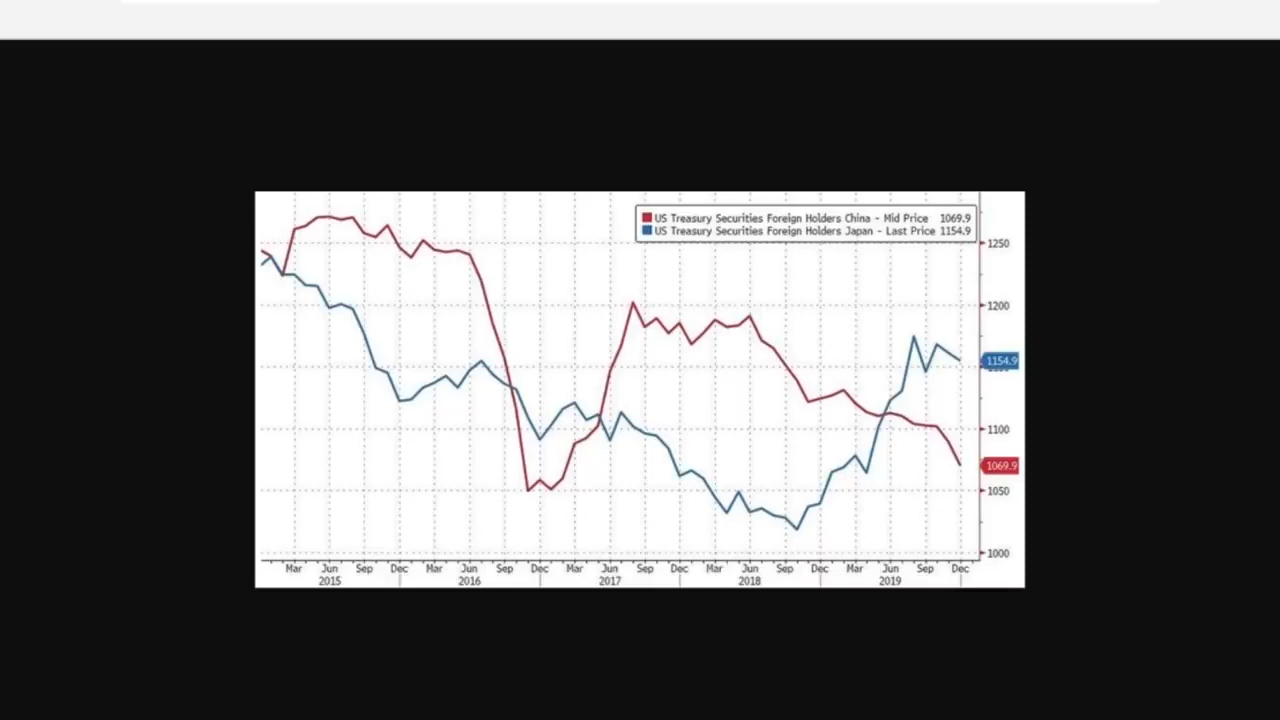 US Treasury Securities Foreign Holders China - Mid Price 1069.9
US Treasury Securities Foreign Holders Japan - Last Price 1154.9
1250
1200
1154.9
1100
1069.9
1050
1000
Mar Jun Sep Dec Mar Jun Sep Dec Mar Jun Sep Dec Mar Jun Sep Dec Mar Jun Sep Dec
2015 2016 2017 2018 2019